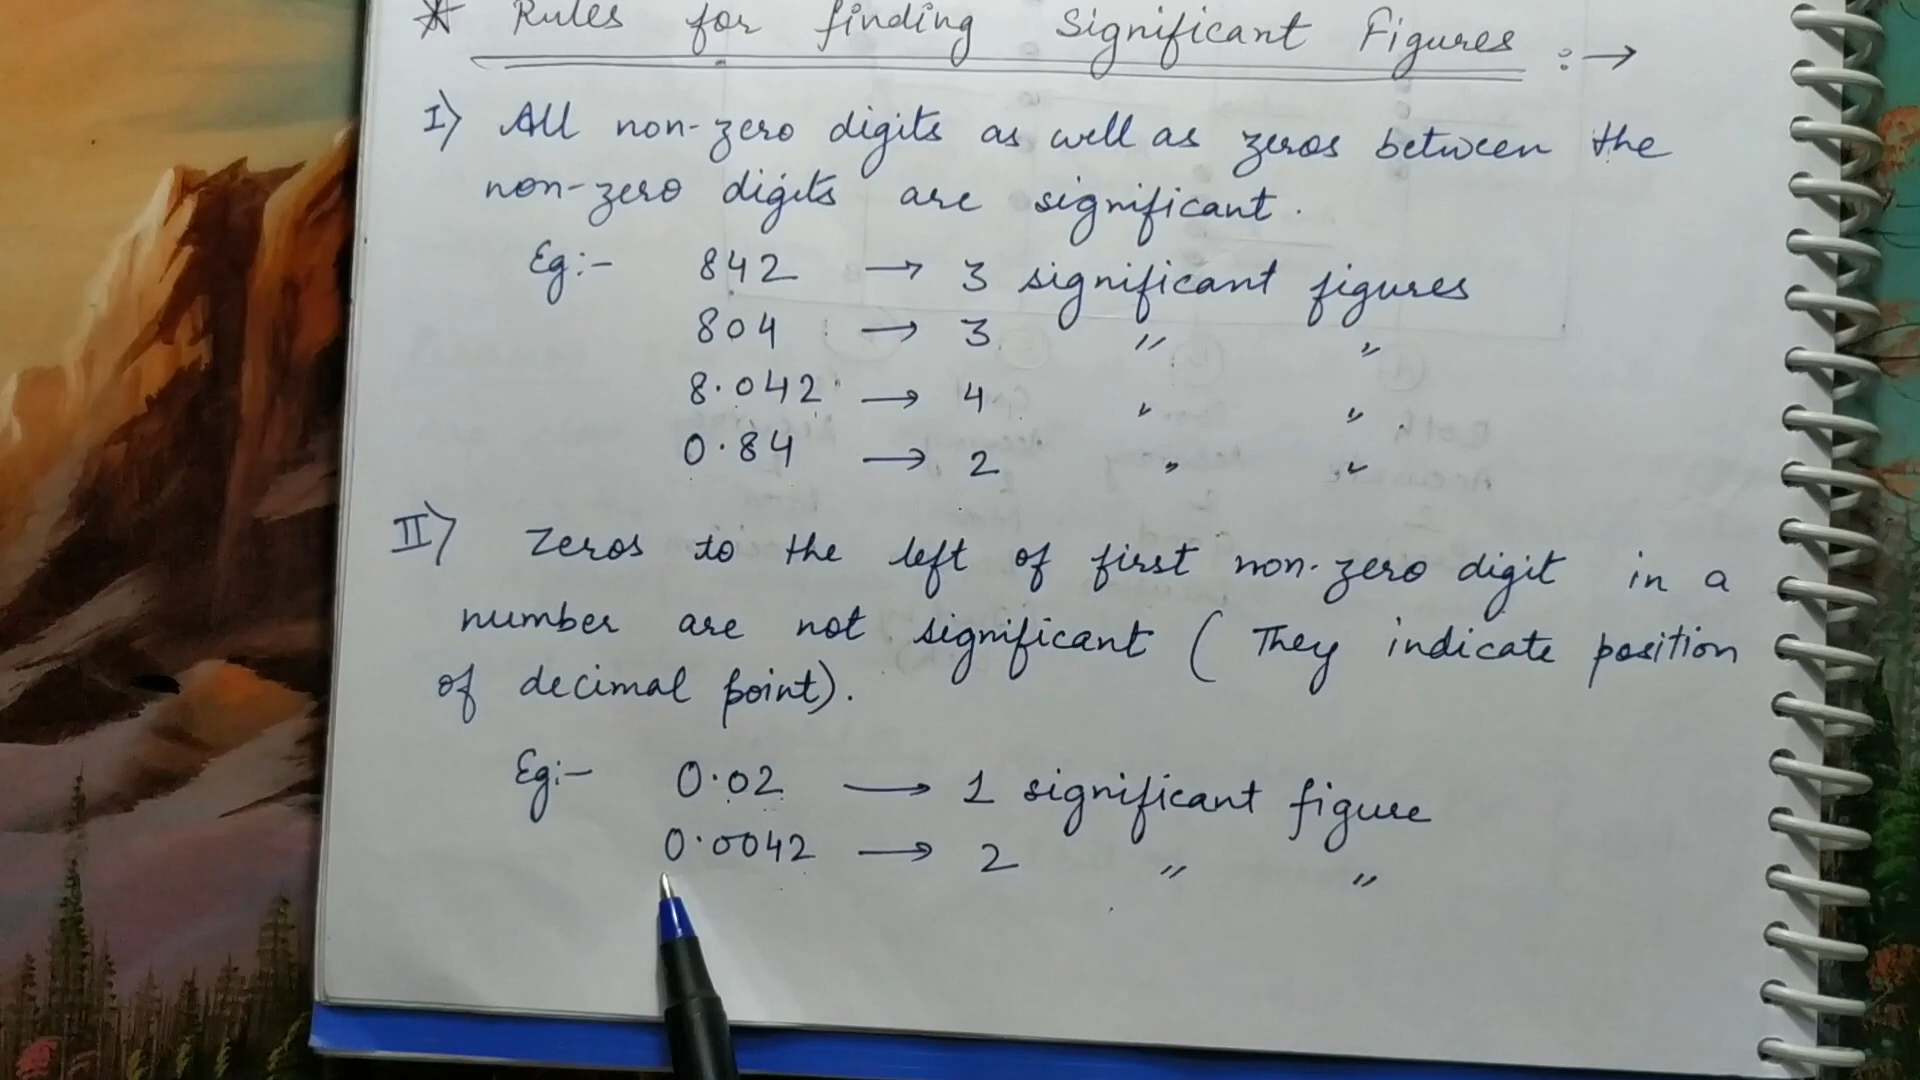 * Rules for finding Significant Figures :→
I) All non-zero digits as well as zeros between the
non-zero digits are significant.
Eg:- 842 → 3 significant figures
804 → 3 " "
8.042 → 4 " "
0.84 → 2 " "
II) Zeros to the left of first non-zero digit in a
number are not significant (They indicate position
of decimal point).
Eg:- 0.02 → 1 significant figure
0.0042 → 2 " "